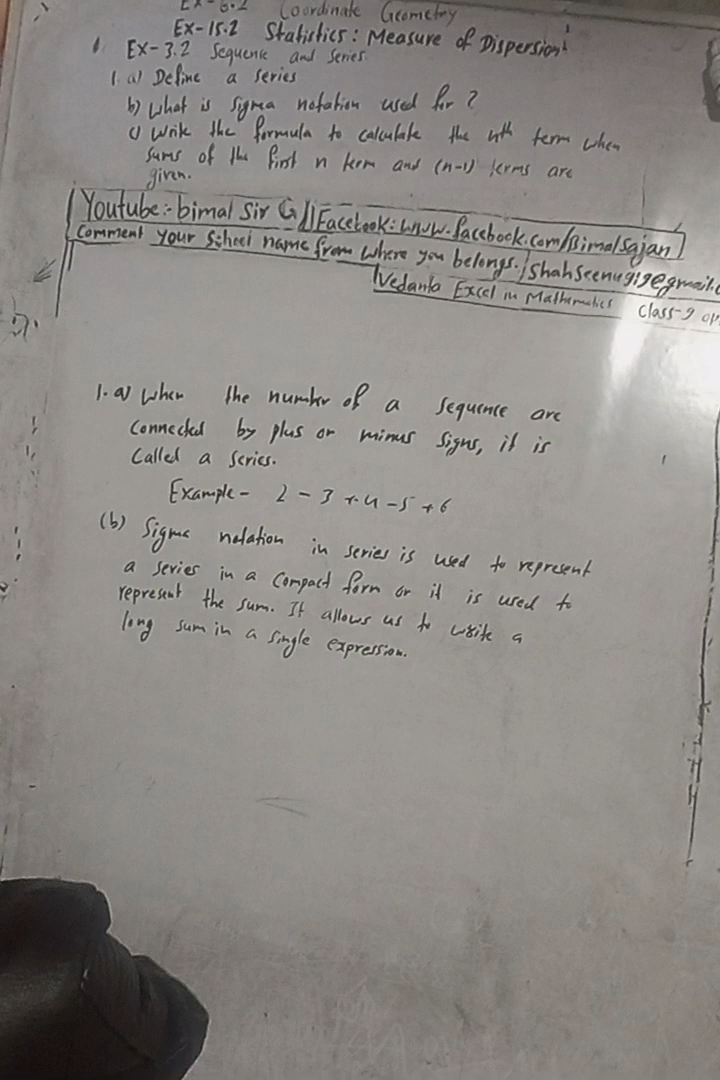 Ex-6.2 Coordinate Geometry
Ex-15.2 Statistics: Measure of Dispersion
Ex-3.2 Sequence and series
1. a) Define a series
b) What is sigma notation used for?
c) Write the formula to calculate the nth term when
sums of the first n term and (n-1) terms are
given.
Youtube:- bimal Sir G || Facebook: www.facebook.com/Bimalsajan
Comment your School name from where you belongs./
Vedanta Excel in Mathematics Class-9
1. a) When the number of a sequence are
connected by plus or minus signs, it is
called a series.
Example - 2 - 3 + 4 - 5 + 6
(b) Sigma notation in series is used to represent
a series in a compact form or it is used to
represent the sum. It allows us to write a
long sum in a single expression.